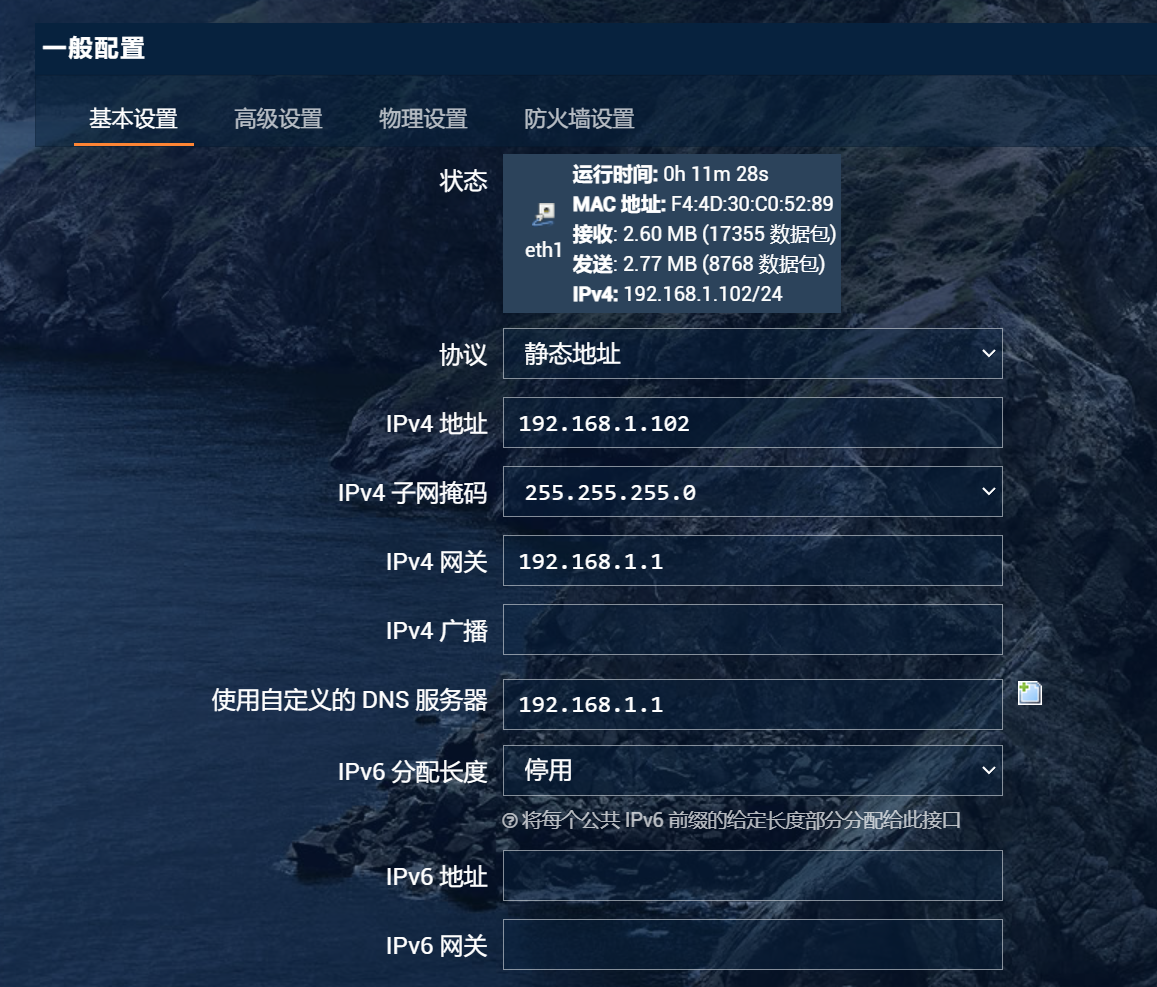 一般配置
基本设置 高级设置 物理设置 防火墙设置
状态
运行时间: 0h 11m 28s
MAC 地址: F4:4D:30:C0:52:89
接收: 2.60 MB (17355 数据包)
发送: 2.77 MB (8768 数据包)
IPv4: 192.168.1.102/24
eth1
协议 静态地址
IPv4 地址 192.168.1.102
IPv4 子网掩码 255.255.255.0
IPv4 网关 192.168.1.1
IPv4 广播
使用自定义的 DNS 服务器 192.168.1.1
IPv6 分配长度 停用
将每个公共 IPv6 前缀的给定长度部分分配给此接口
IPv6 地址
IPv6 网关